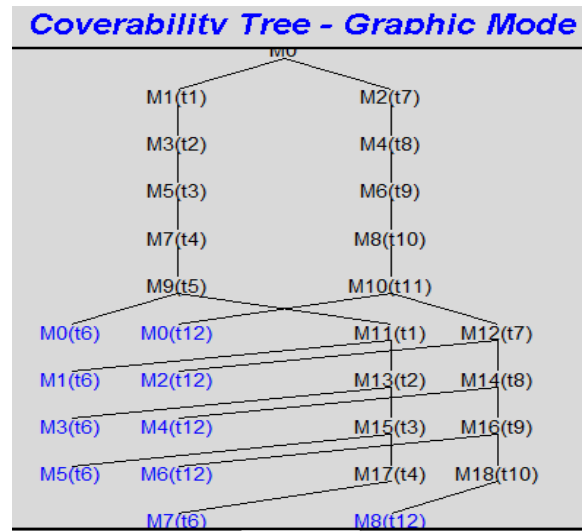 Coverability Tree - Graphic Mode
M0
M1(t1) M2(t7)
M3(t2) M4(t8)
M5(t3) M6(t9)
M7(t4) M8(t10)
M9(t5) M10(t11)
M0(t6) M0(t12) M11(t1) M12(t7)
M1(t6) M2(t12) M13(t2) M14(t8)
M3(t6) M4(t12) M15(t3) M16(t9)
M5(t6) M6(t12) M17(t4) M18(t10)
M7(t6) M8(t12)